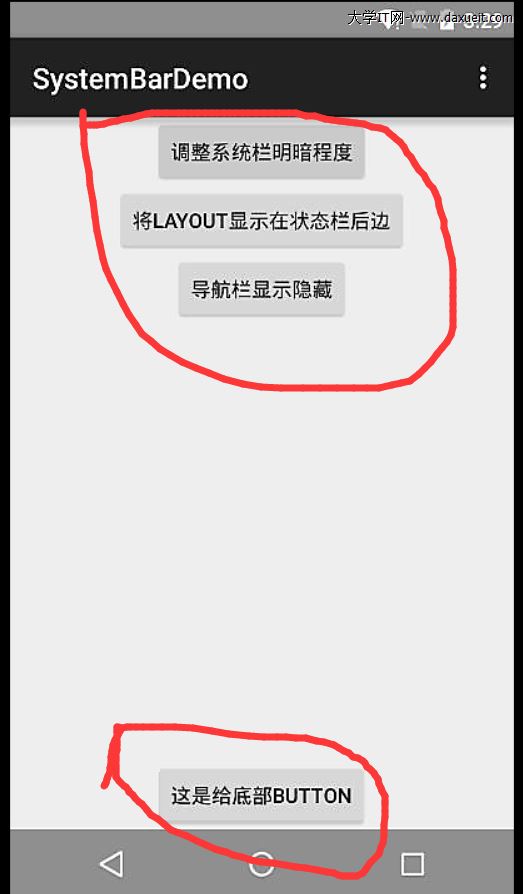 大学IT网-www.daxueit.com
8:29
SystemBarDemo
调整系统栏明暗程度
将LAYOUT显示在状态栏后边
导航栏显示隐藏
这是给底部BUTTON